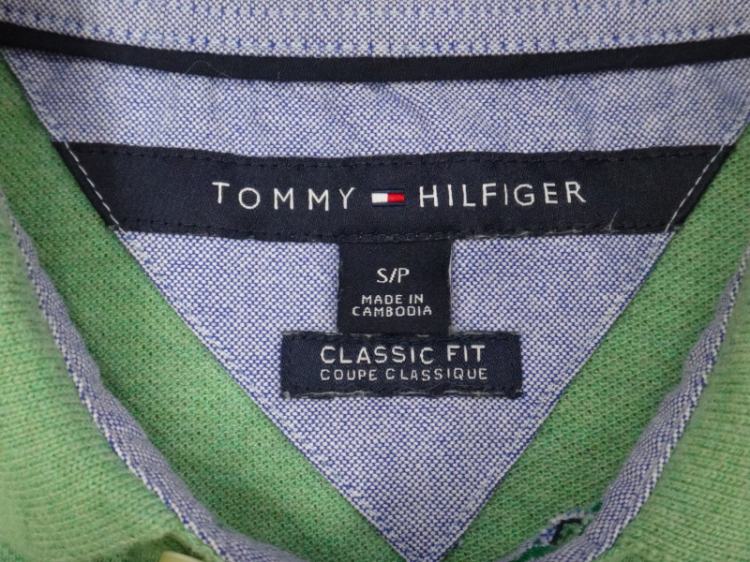 TOMMY HILFIGER
S/P
MADE IN
CAMBODIA
CLASSIC FIT
COUPE CLASSIQUE